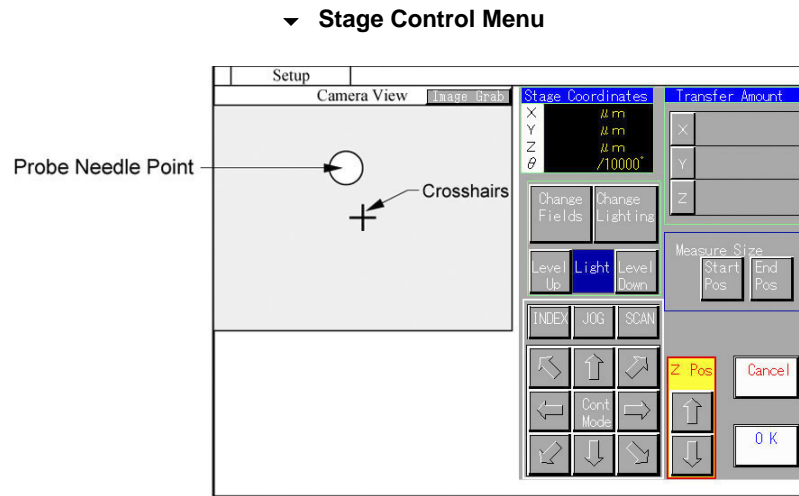 Stage Control Menu
Setup
Camera View
Image Grab
Probe Needle Point
Crosshairs
Stage Coordinates
X μm
Y μm
Z μm
θ /10000°
Transfer Amount
X
Y
Z
Change Fields
Change Lighting
Level Up
Light
Level Down
Measure Size
Start Pos
End Pos
INDEX
JOG
SCAN
Cont Mode
Z Pos
Cancel
OK